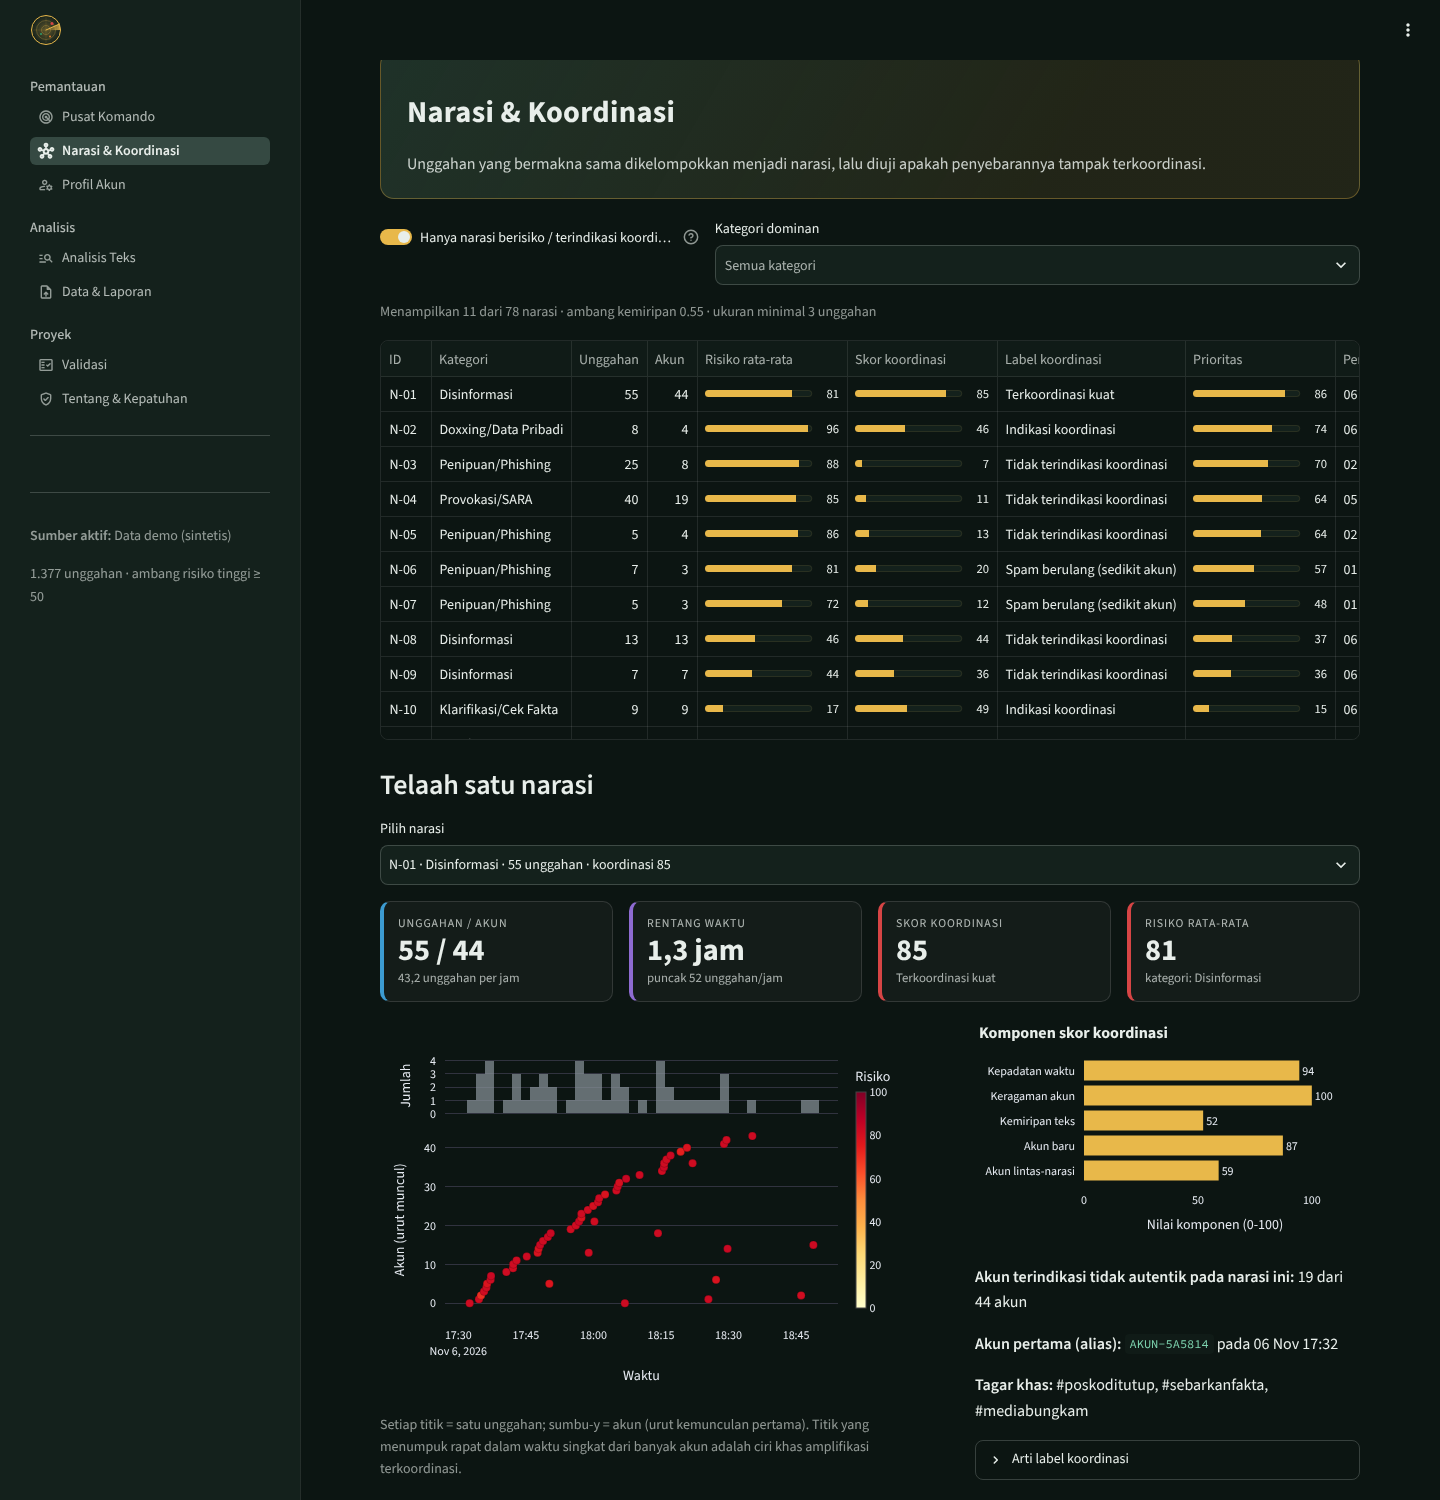 Pemantauan
Pusat Komando
Narasi & Koordinasi
Profil Akun
Analisis
Analisis Teks
Data & Laporan
Proyek
Validasi
Tentang & Kepatuhan
Sumber aktif: Data demo (sintetis)
1.377 unggahan · ambang risiko tinggi ≥
50
Narasi & Koordinasi
Unggahan yang bermakna sama dikelompokkan menjadi narasi, lalu diuji apakah penyebarannya tampak terkoordinasi.
Hanya narasi berisiko / terindikasi koordi…
Kategori dominan
Semua kategori
Menampilkan 11 dari 78 narasi · ambang kemiripan 0.55 · ukuran minimal 3 unggahan
ID Kategori Unggahan Akun Risiko rata-rata Skor koordinasi Label koordinasi Prioritas
N-01 Disinformasi 55 44 81 85 Terkoordinasi kuat 86 06
N-02 Doxxing/Data Pribadi 8 4 96 46 Indikasi koordinasi 74 06
N-03 Penipuan/Phishing 25 8 88 7 Tidak terindikasi koordinasi 70 02
N-04 Provokasi/SARA 40 19 85 11 Tidak terindikasi koordinasi 64 05
N-05 Penipuan/Phishing 5 4 86 13 Tidak terindikasi koordinasi 64 02
N-06 Penipuan/Phishing 7 3 81 20 Spam berulang (sedikit akun) 57 01
N-07 Penipuan/Phishing 5 3 72 12 Spam berulang (sedikit akun) 48 01
N-08 Disinformasi 13 13 46 44 Tidak terindikasi koordinasi 37 06
N-09 Disinformasi 7 7 44 36 Tidak terindikasi koordinasi 36 06
N-10 Klarifikasi/Cek Fakta 9 9 17 49 Indikasi koordinasi 15 06
Telaah satu narasi
Pilih narasi
N-01 · Disinformasi · 55 unggahan · koordinasi 85
UNGGAHAN / AKUN
55 / 44
43,2 unggahan per jam
RENTANG WAKTU
1,3 jam
puncak 52 unggahan/jam
SKOR KOORDINASI
85
Terkoordinasi kuat
RISIKO RATA-RATA
81
kategori: Disinformasi
Jumlah
4
3
2
1
0
Akun (urut muncul)
40
30
20
10
0
17:30 17:45 18:00 18:15 18:30 18:45
Nov 6, 2026
Waktu
Risiko
100
80
60
40
20
0
Setiap titik = satu unggahan; sumbu-y = akun (urut kemunculan pertama). Titik yang
menumpuk rapat dalam waktu singkat dari banyak akun adalah ciri khas amplifikasi
terkoordinasi.
Komponen skor koordinasi
Kepadatan waktu 94
Keragaman akun 100
Kemiripan teks 52
Akun baru 87
Akun lintas-narasi 59
0 50 100
Nilai komponen (0-100)
Akun terindikasi tidak autentik pada narasi ini: 19 dari
44 akun
Akun pertama (alias): AKUN-5A5814 pada 06 Nov 17:32
Tagar khas: #poskoditutup, #sebarkanfakta,
#mediabungkam
Arti label koordinasi